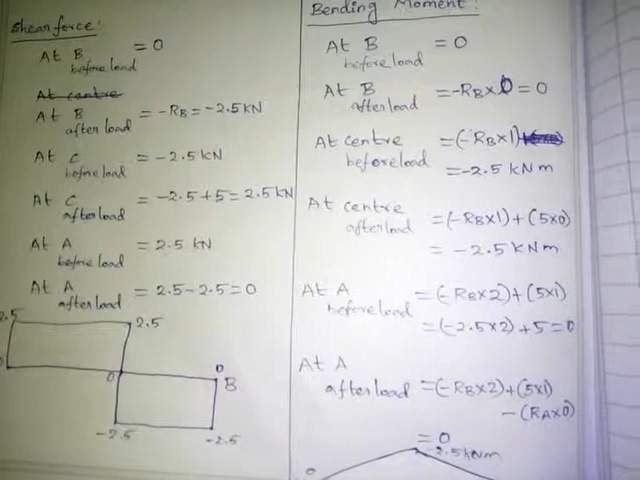 Shear force:
At B before load = 0
At centre
At B after load = -RB = -2.5 KN
At C before load = -2.5 KN
At C after load = -2.5+5 = 2.5 KN
At A before load = 2.5 KN
At A after load = 2.5-2.5 = 0
2.5
2.5
0
0
0
B
-2.5
-2.5
Bending Moment:
At B before load = 0
At B after load = -RB×0 = 0
At centre before load = (-RB×1)
= -2.5 KNm
At centre after load = (-RB×1)+(5×0)
= -2.5 KNm
At A before load = (-RB×2)+(5×1)
= (-2.5×2)+5 = 0
At A after load = (-RB×2)+(5×1)
-(RA×0)
= 0
-2.5 KNm
0